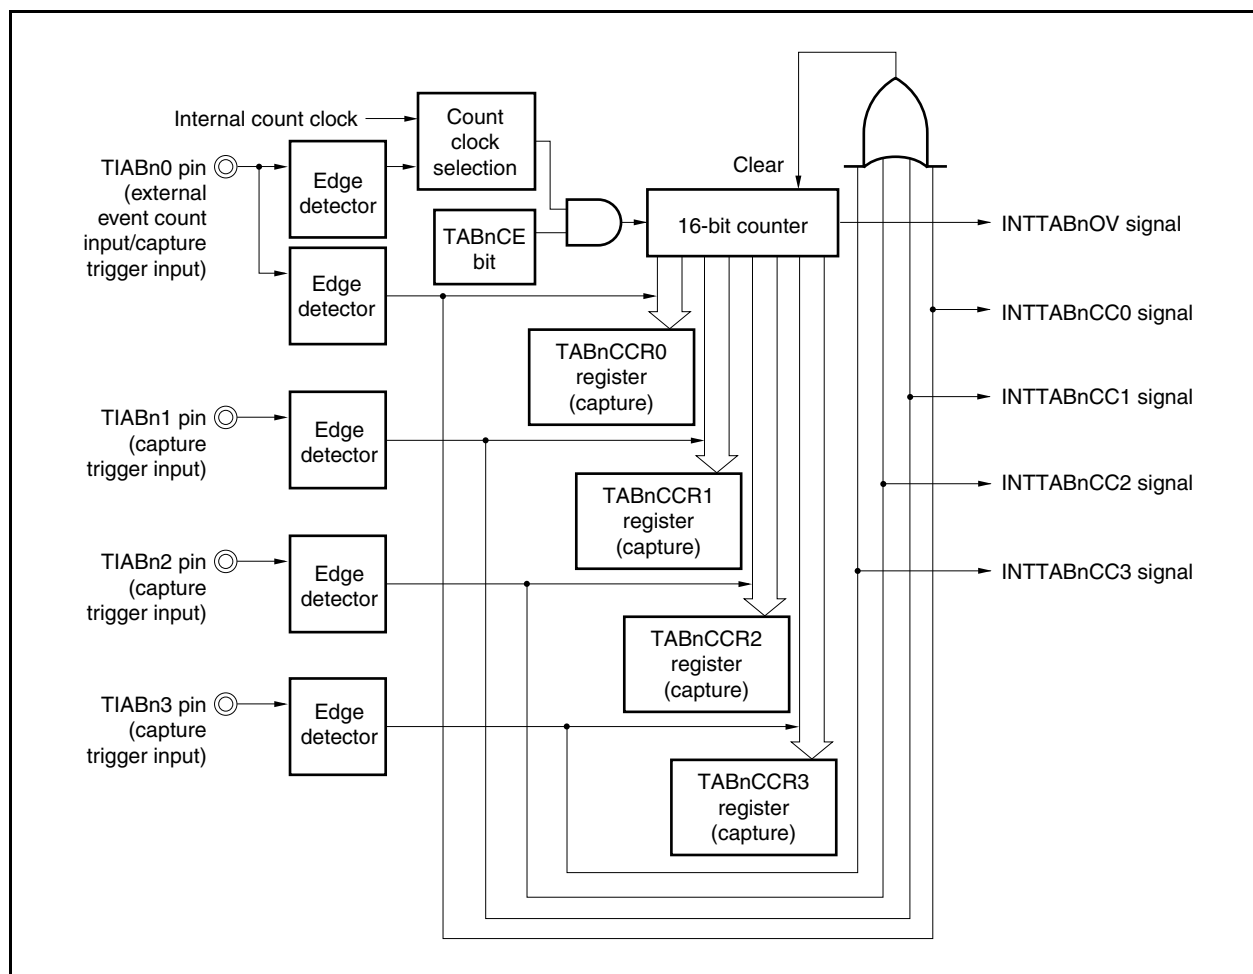 Internal count clock
Count
clock
selection
TIABn0 pin
(external
event count
input/capture
trigger input)
Edge
detector
Clear
TABnCE
bit
16-bit counter
INTTABnOV signal
Edge
detector
INTTABnCC0 signal
TABnCCR0
register
(capture)
TIABn1 pin
(capture
trigger input)
Edge
detector
INTTABnCC1 signal
TABnCCR1
register
(capture)
INTTABnCC2 signal
TIABn2 pin
(capture
trigger input)
Edge
detector
INTTABnCC3 signal
TABnCCR2
register
(capture)
TIABn3 pin
(capture
trigger input)
Edge
detector
TABnCCR3
register
(capture)